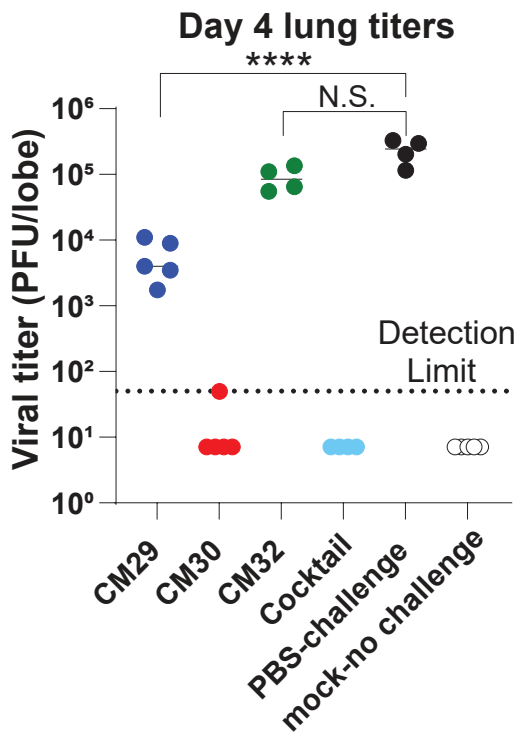 Day 4 lung titers
****
N.S.
10⁶
10⁵
10⁴
10³
10²
10¹
10⁰
Viral titer (PFU/lobe)
Detection
Limit
CM29
CM30
CM32
Cocktail
PBS-challenge
mock-no challenge